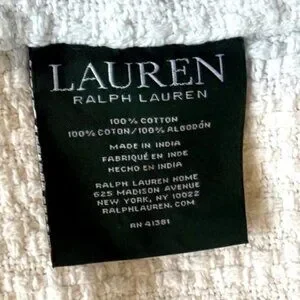 LAUREN
RALPH LAUREN
100% COTTON
100% COTON/100% ALGODÓN
MADE IN INDIA
FABRIQUÉ EN INDE
HECHO EN INDIA
RALPH LAUREN HOME
625 MADISON AVENUE
NEW YORK, NY 10022
RALPHLAUREN.COM
RN 41381